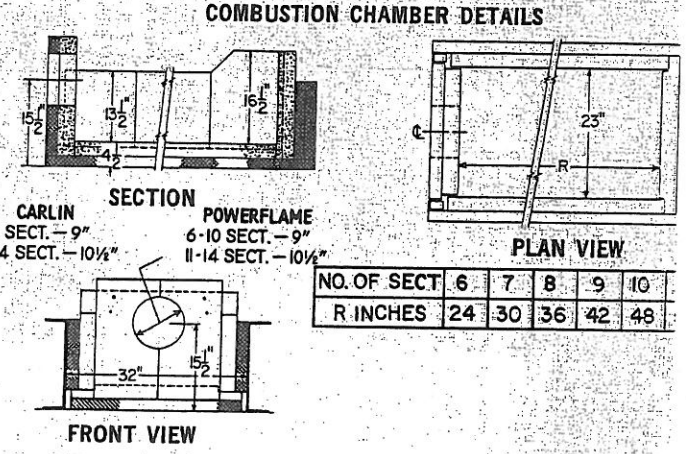 COMBUSTION CHAMBER DETAILS
15½"
13½"
4½
16½"
23"
℄
R
SECTION
CARLIN
SECT.—9"
4 SECT.—10½"
POWERFLAME
6-10 SECT.—9"
11-14 SECT.—10½"
PLAN VIEW
NO. OF SECT 6 7 8 9 10
R INCHES 24 30 36 42 48
32"
15½"
FRONT VIEW